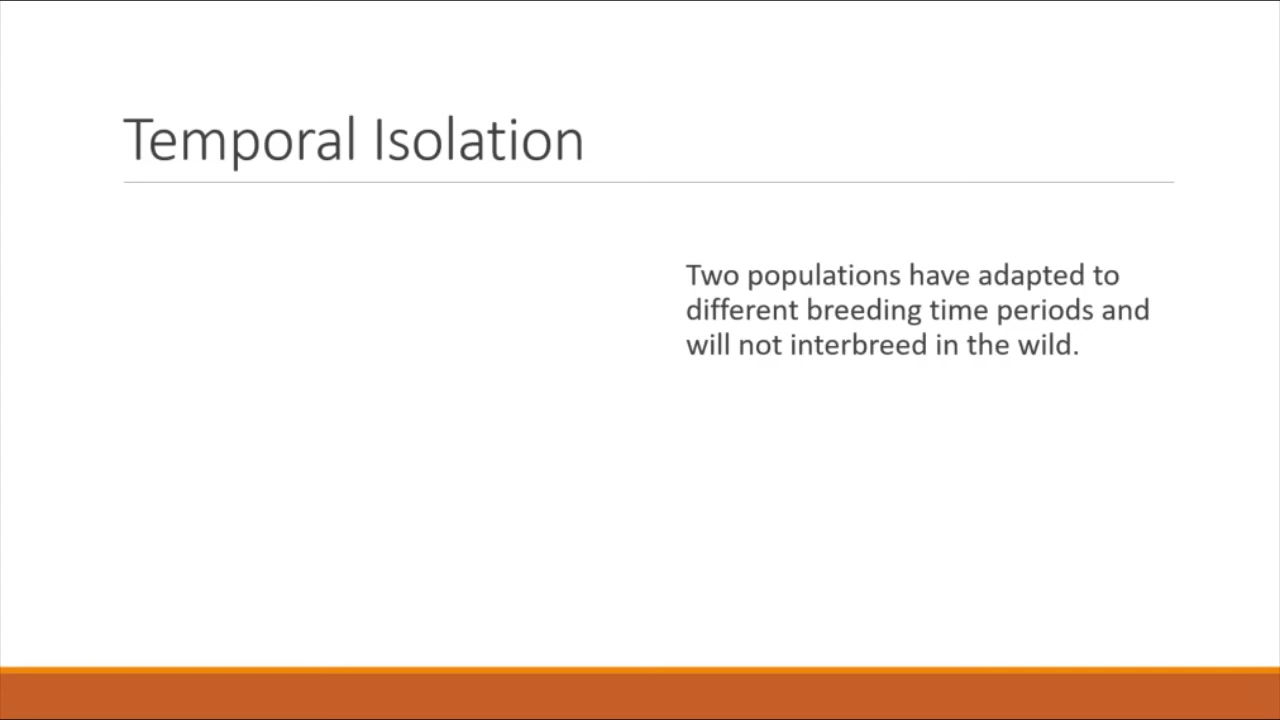 Temporal Isolation
Two populations have adapted to
different breeding time periods and
will not interbreed in the wild.